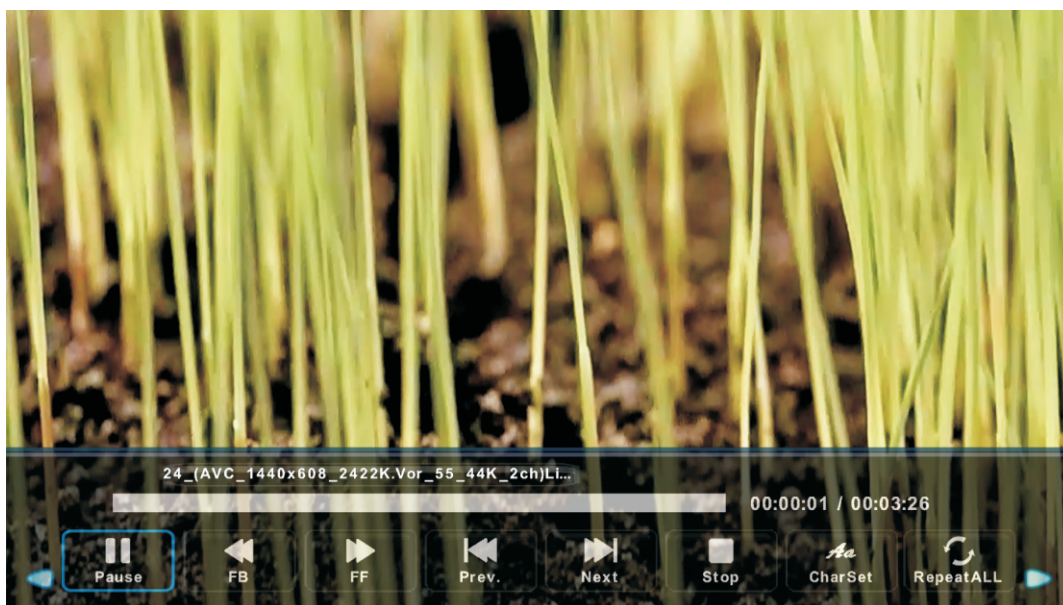 24_(AVC_1440x608_2422K.Vor_55_44K_2ch)Li...
00:00:01 / 00:03:26
Pause FB FF Prev. Next Stop Aa CharSet RepeatALL